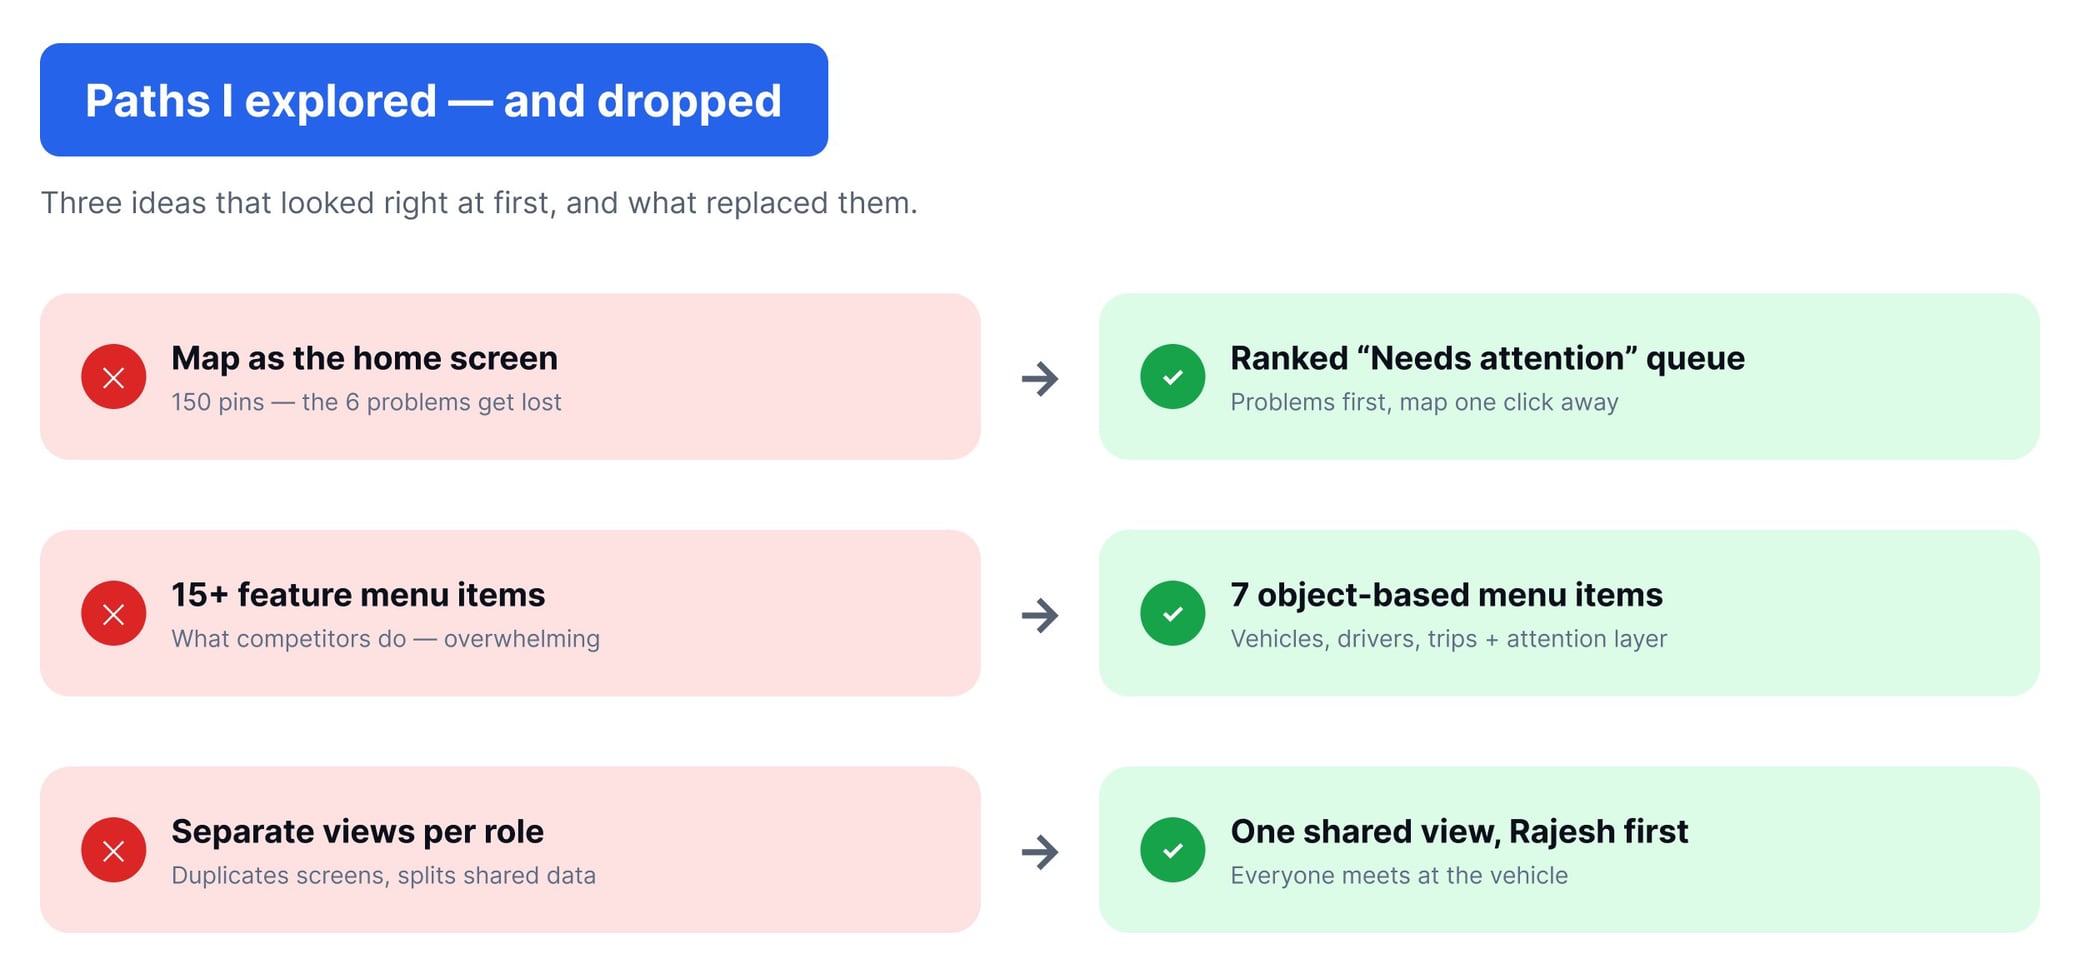 Paths I explored — and dropped
Three ideas that looked right at first, and what replaced them.
Map as the home screen
150 pins — the 6 problems get lost
Ranked “Needs attention” queue
Problems first, map one click away
15+ feature menu items
What competitors do — overwhelming
7 object-based menu items
Vehicles, drivers, trips + attention layer
Separate views per role
Duplicates screens, splits shared data
One shared view, Rajesh first
Everyone meets at the vehicle